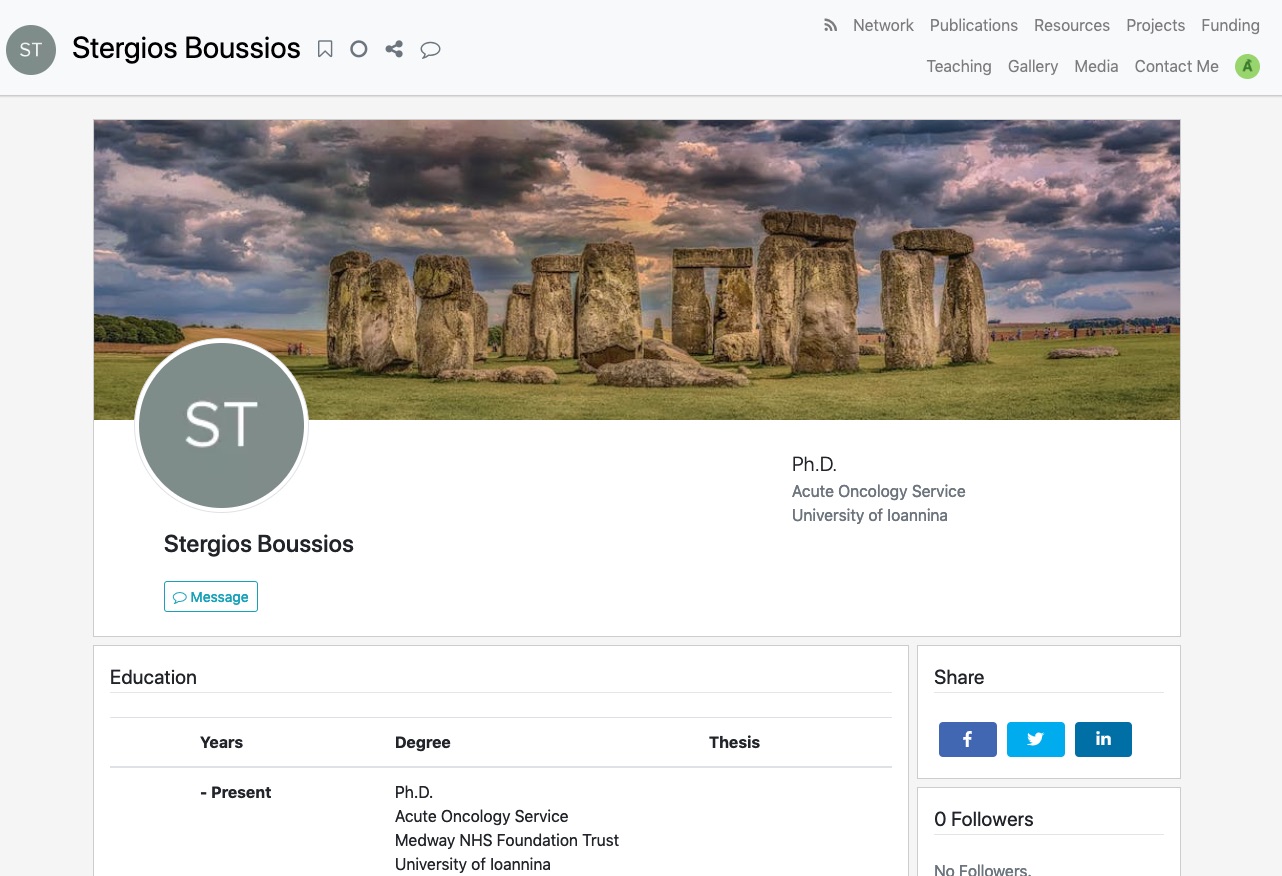 ST
Stergios Boussios
Network Publications Resources Projects Funding
Teaching Gallery Media Contact Me
ST
Ph.D.
Acute Oncology Service
University of Ioannina
Stergios Boussios
Message
Education
Years Degree Thesis
- Present Ph.D.
Acute Oncology Service
Medway NHS Foundation Trust
University of Ioannina
Share
0 Followers
No Followers.